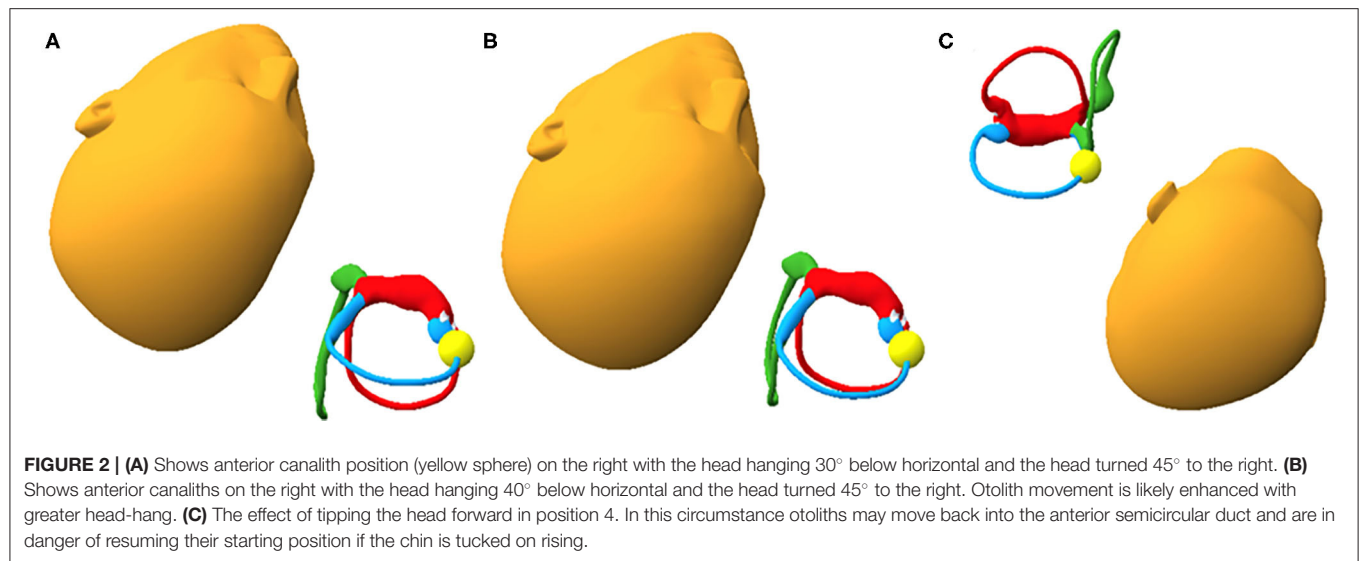 A
B
C
FIGURE 2 | (A) Shows anterior canalith position (yellow sphere) on the right with the head hanging 30° below horizontal and the head turned 45° to the right. (B)
Shows anterior canaliths on the right with the head hanging 40° below horizontal and the head turned 45° to the right. Otolith movement is likely enhanced with
greater head-hang. (C) The effect of tipping the head forward in position 4. In this circumstance otoliths may move back into the anterior semicircular duct and are in
danger of resuming their starting position if the chin is tucked on rising.